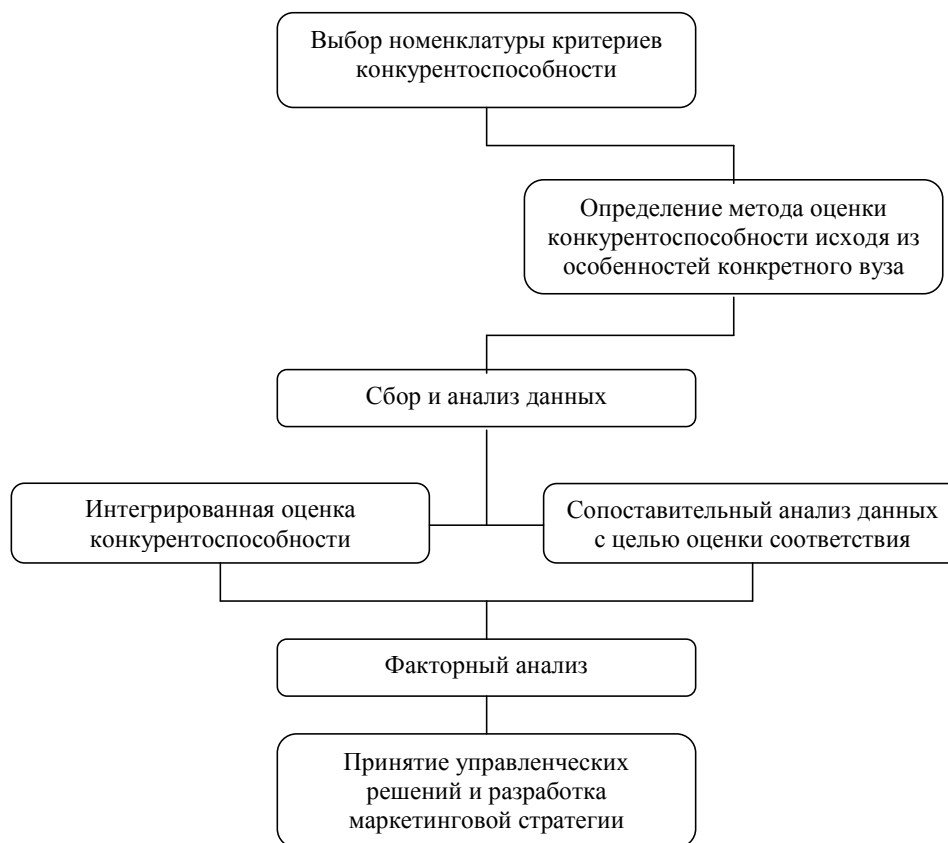 Выбор номенклатуры критериев
конкурентоспособности
Определение метода оценки
конкурентоспособности исходя из
особенностей конкретного вуза
Сбор и анализ данных
Интегрированная оценка
конкурентоспособности
Сопоставительный анализ данных
с целью оценки соответствия
Факторный анализ
Принятие управленческих
решений и разработка
маркетинговой стратегии